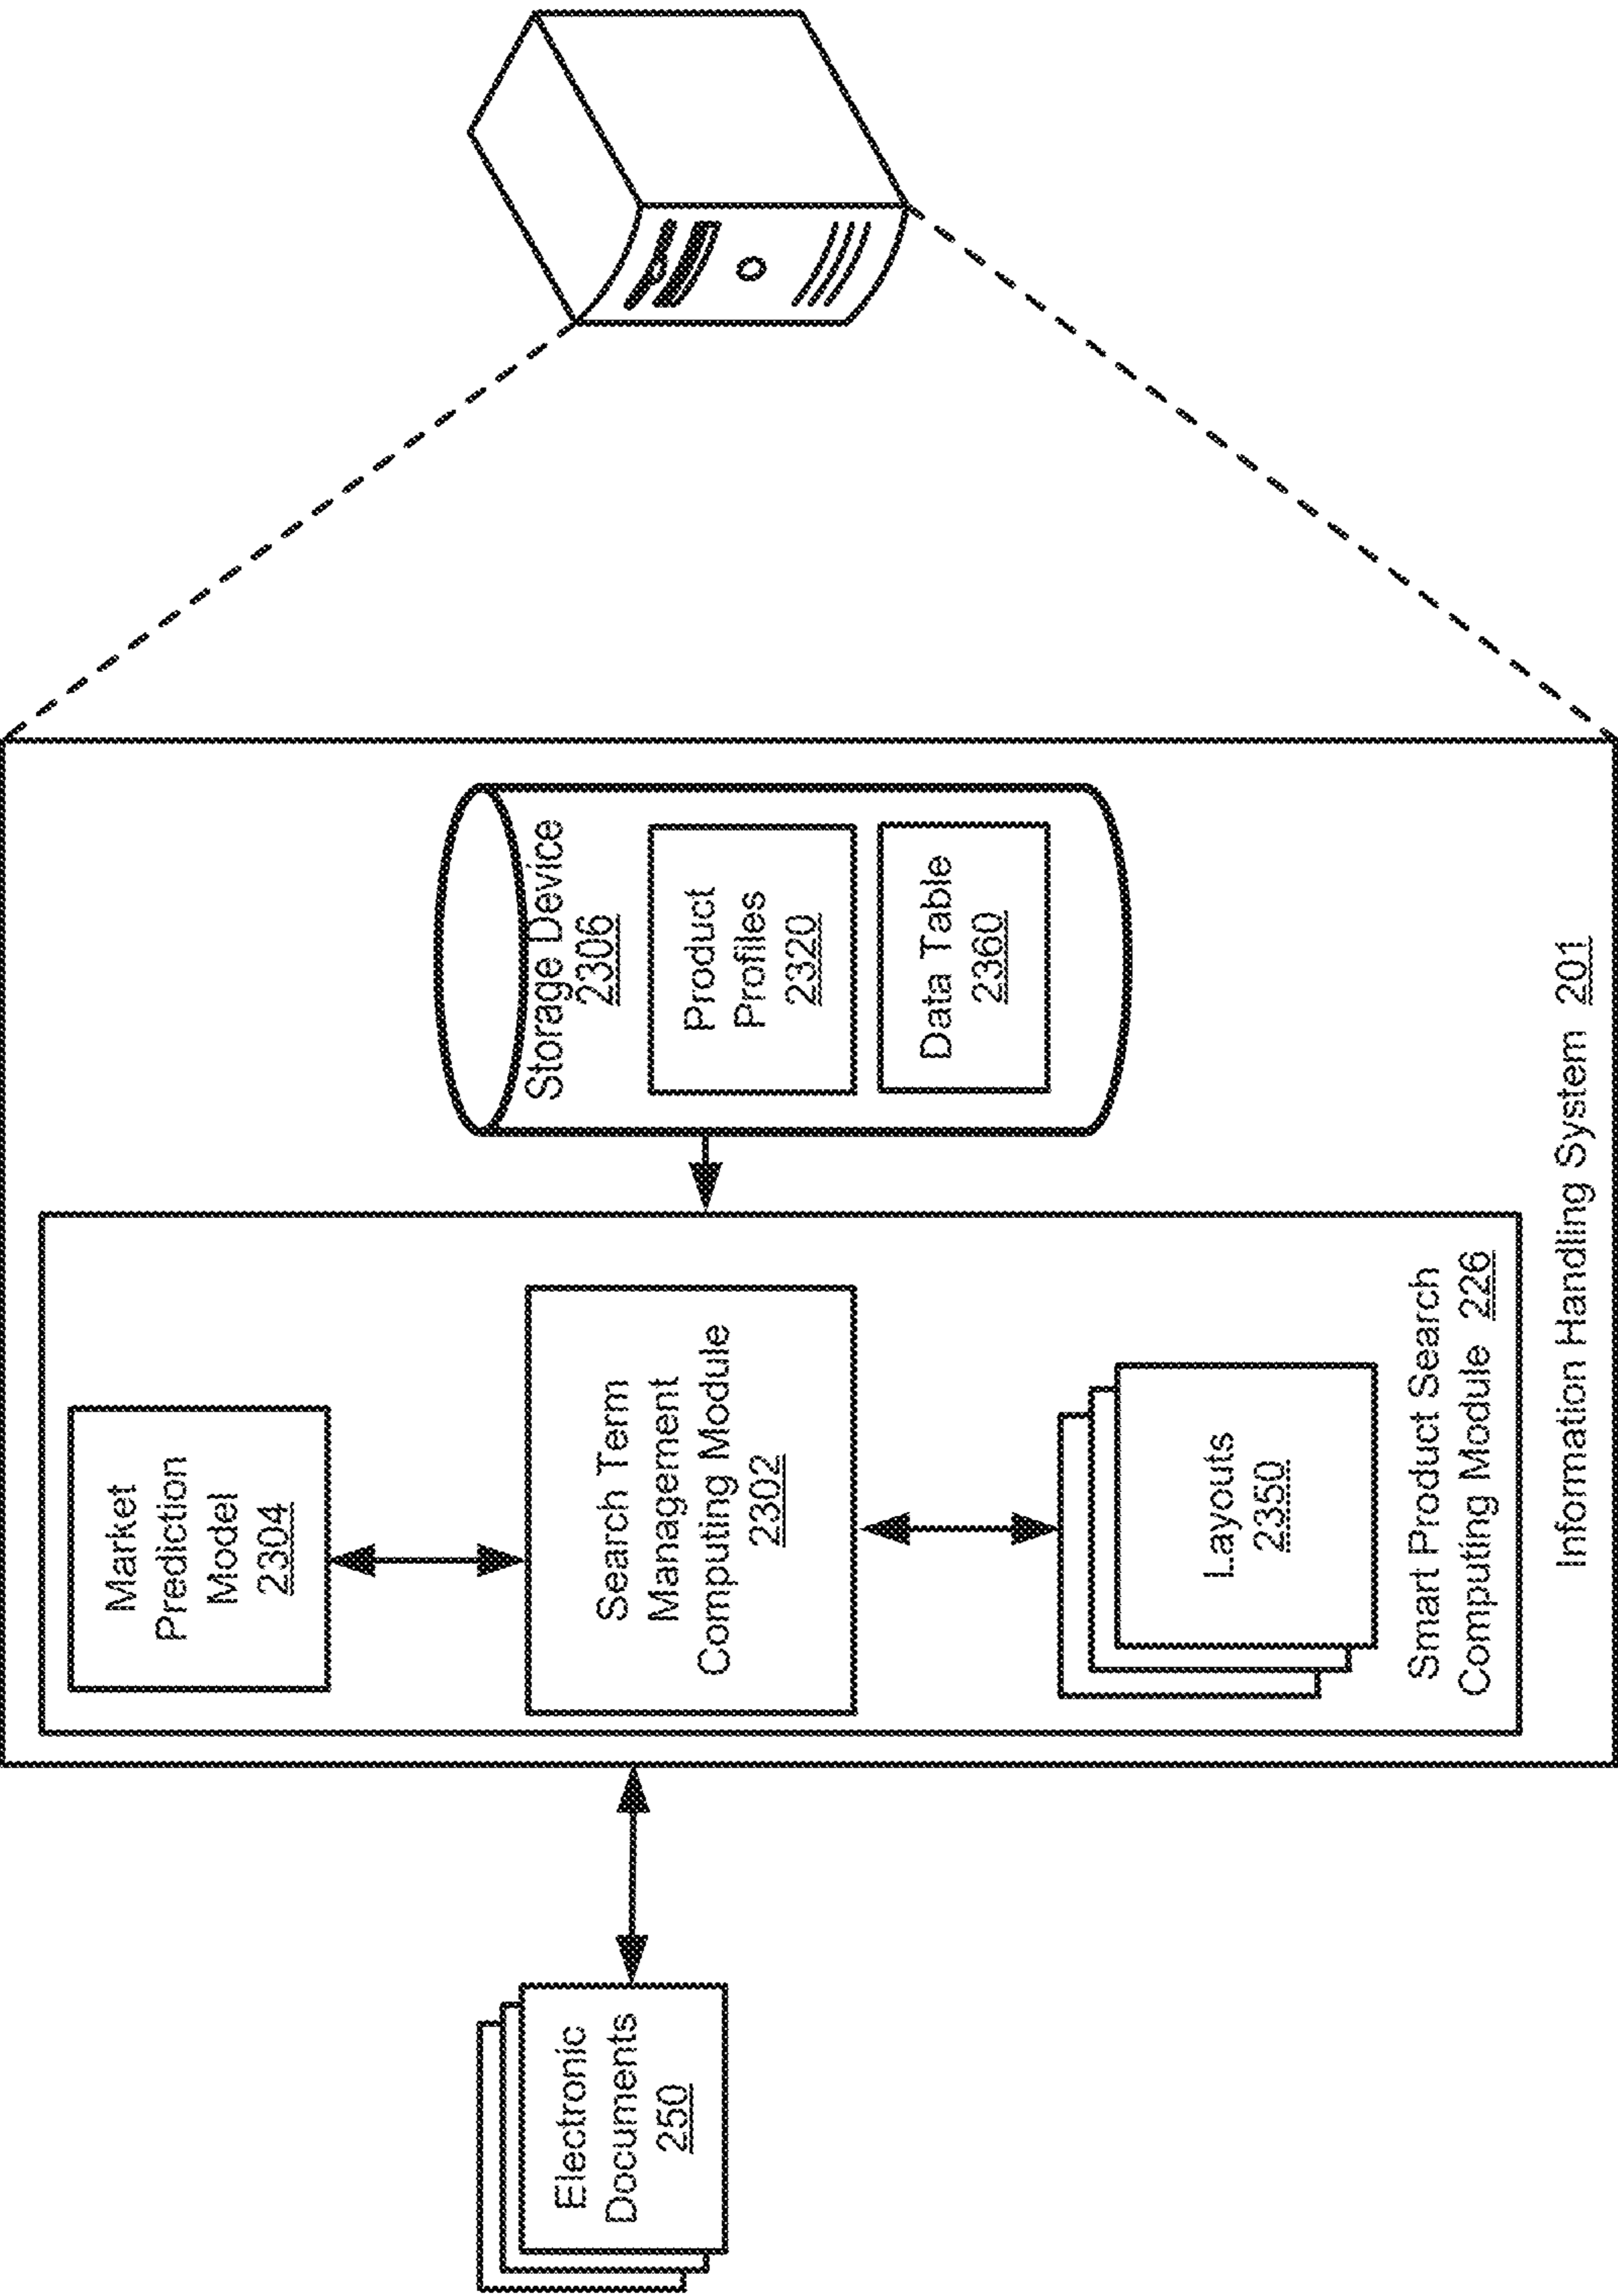 Electronic
Documents
250
Market
Prediction
Model
2304
Search Term
Management
Computing Module
2302
Layouts
2350
Smart Product Search
Computing Module 226
Storage Device
2306
Product
Profiles
2320
Data Table
2360
Information Handling System 201